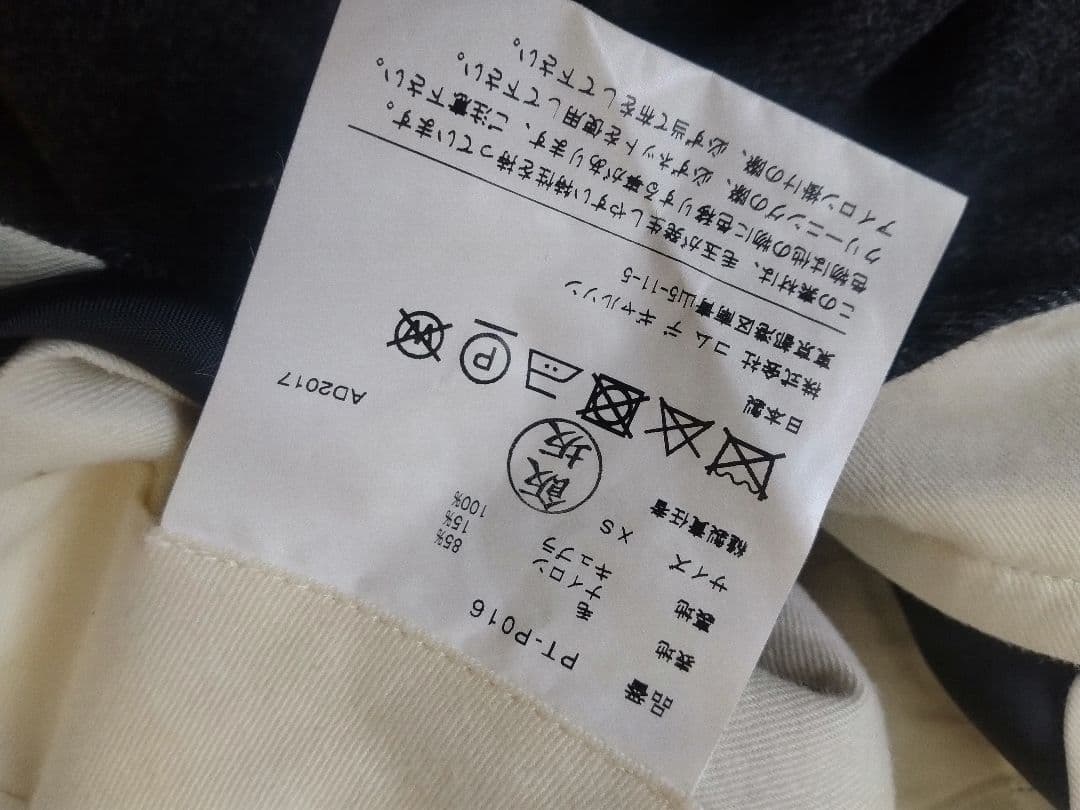 品番 PT-P016
表地 毛 85%
ナイロン 15%
裏地 キュプラ 100%
サイズ XS
縫製責任者 飯坂
P
W
AD2017
日本製
株式会社 コム デ ギャルソン
東京都港区南青山5-11-5
この素材は、毛玉が発生しやすい特性を持っています。
色物は他の物に色移りする事があります、ご注意下さい。
クリーニングの際、必ずネットを使用して下さい。
アイロン掛けの際、必ず当て布をして下さい。